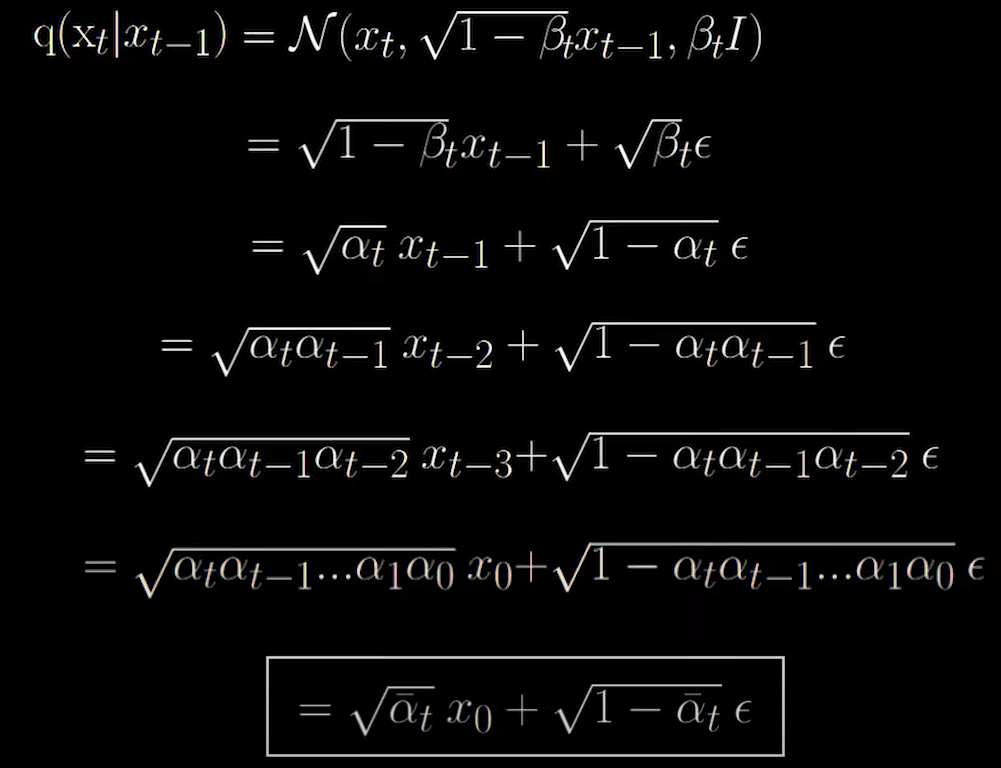 q(x_t|x_{t−1}) = 𝒩(x_t, √(1 − β_t)x_{t−1}, β_t I)
= √(1 − β_t)x_{t−1} + √β_t ϵ
= √α_t x_{t−1} + √(1 − α_t) ϵ
= √(α_t α_{t−1}) x_{t−2} + √(1 − α_t α_{t−1}) ϵ
= √(α_t α_{t−1} α_{t−2}) x_{t−3} + √(1 − α_t α_{t−1} α_{t−2}) ϵ
= √(α_t α_{t−1}...α_1 α_0) x_0 + √(1 − α_t α_{t−1}...α_1 α_0) ϵ
= √ᾱ_t x_0 + √(1 − ᾱ_t) ϵ